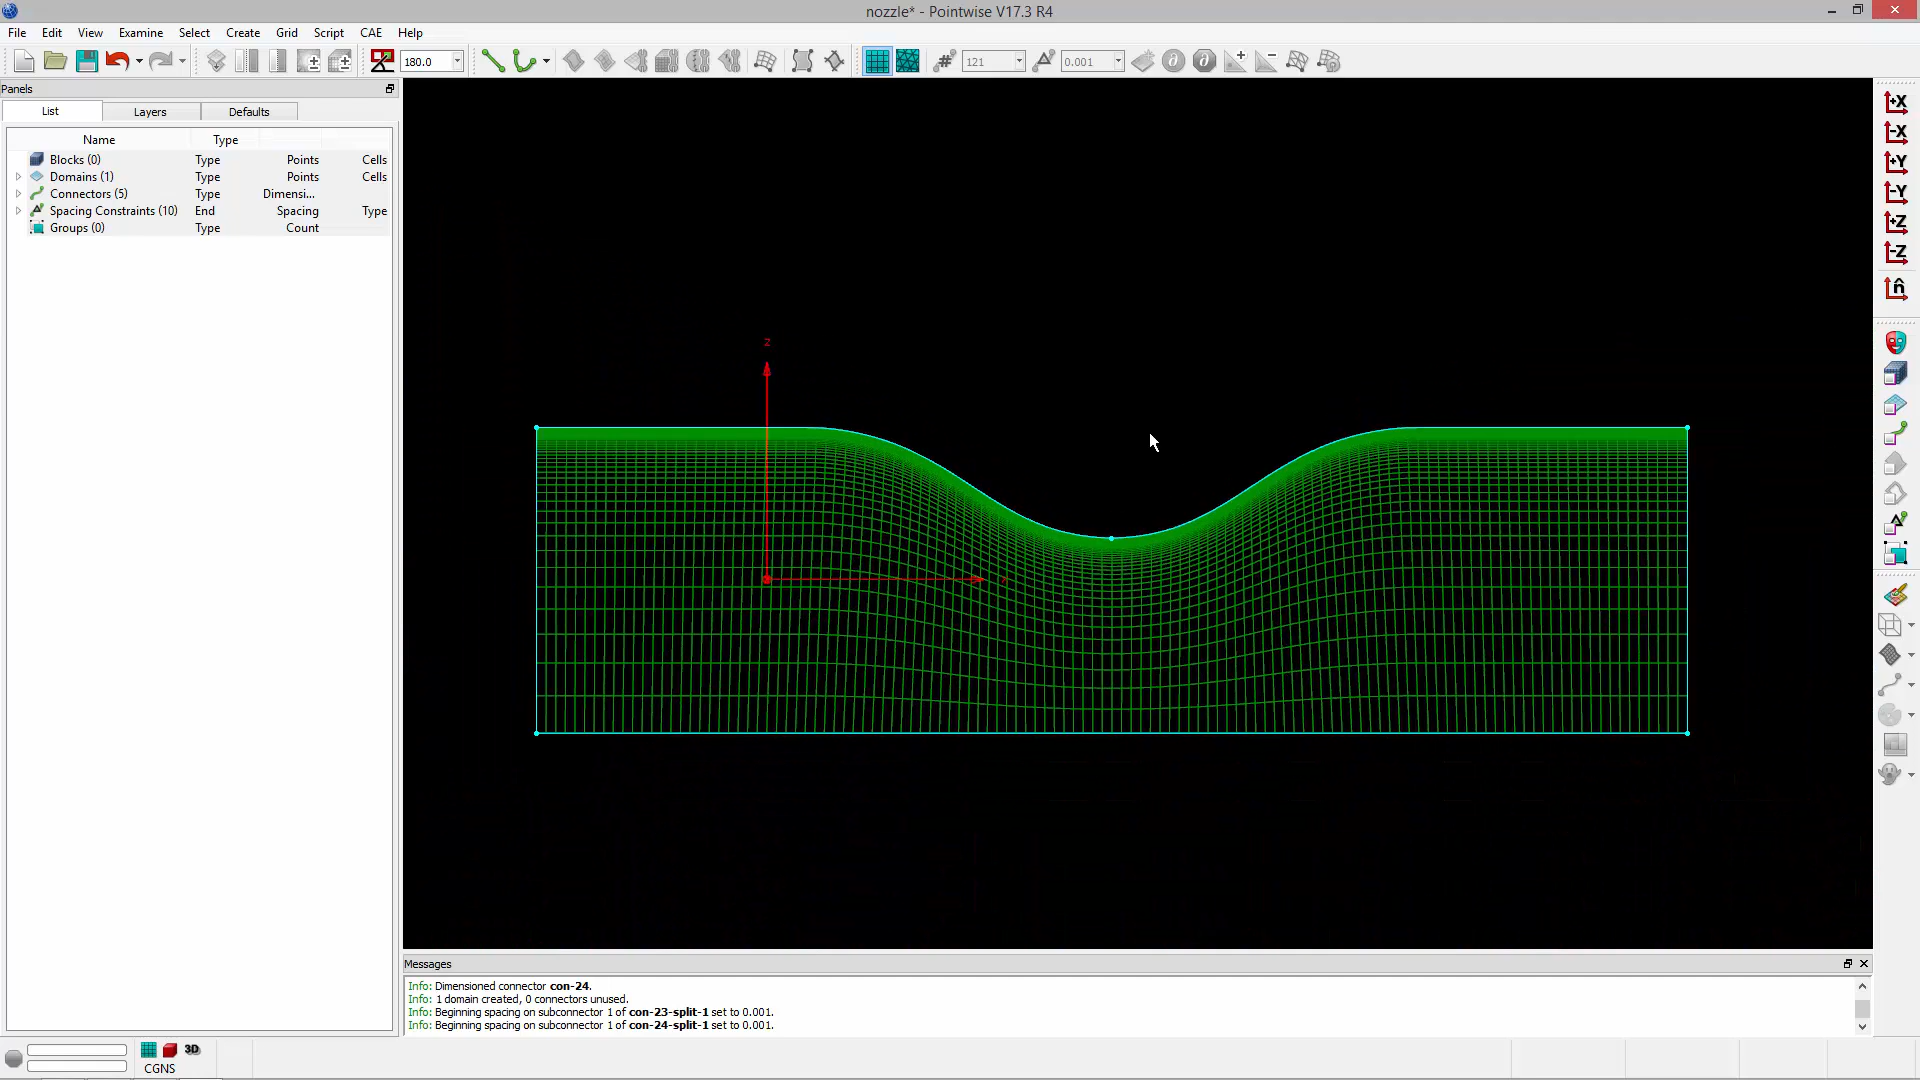 nozzle* - Pointwise V17.3 R4
File Edit View Examine Select Create Grid Script CAE Help
180.0 121 0.001
Panels
List Layers Defaults
Name Type
Blocks (0) Type Points Cells
Domains (1) Type Points Cells
Connectors (5) Type Dimensi...
Spacing Constraints (10) End Spacing Type
Groups (0) Type Count
z
+X
-X
+Y
-Y
+Z
-Z
n̂
Messages
Info: Dimensioned connector con-24.
Info: 1 domain created, 0 connectors unused.
Info: Beginning spacing on subconnector 1 of con-23-split-1 set to 0.001.
Info: Beginning spacing on subconnector 1 of con-24-split-1 set to 0.001.
3D
CGNS